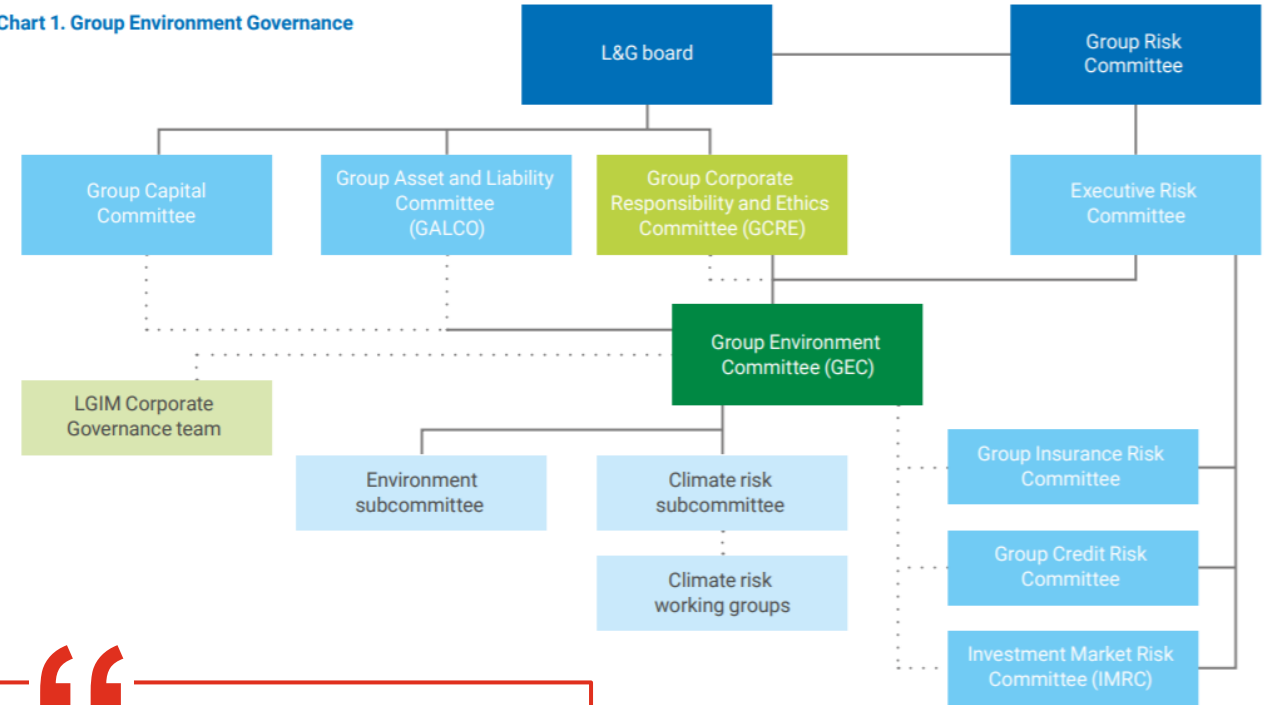 Chart 1. Group Environment Governance
L&G board
Group Risk
Committee
Group Capital
Committee
Group Asset and Liability
Committee
(GALCO)
Group Corporate
Responsibility and Ethics
Committee (GCRE)
Executive Risk
Committee
Group Environment
Committee (GEC)
LGIM Corporate
Governance team
Environment
subcommittee
Climate risk
subcommittee
Climate risk
working groups
Group Insurance Risk
Committee
Group Credit Risk
Committee
Investment Market Risk
Committee (IMRC)
“